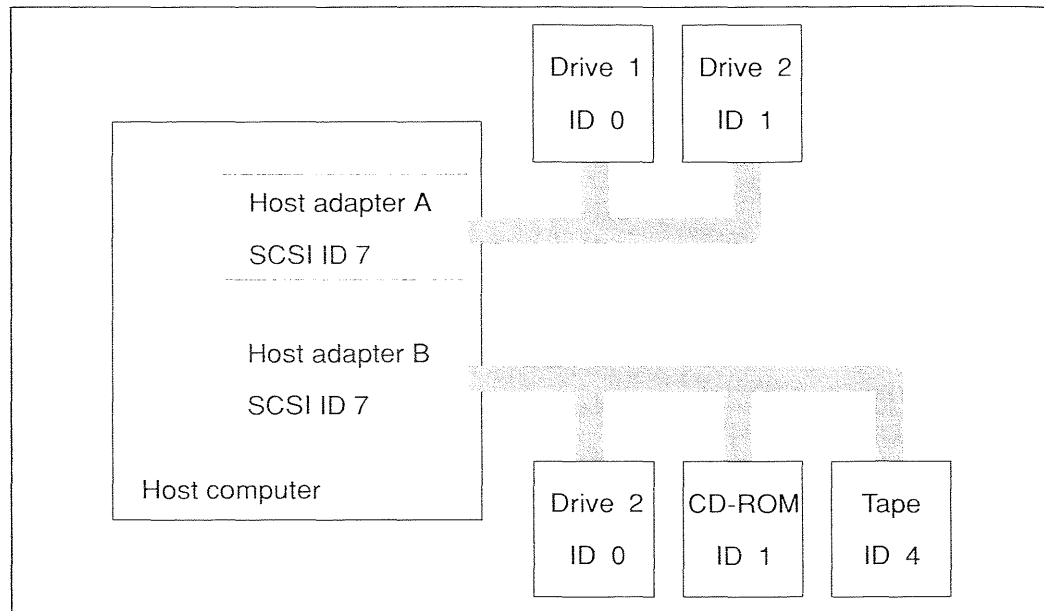 Drive 1
ID 0
Drive 2
ID 1
Host adapter A
SCSI ID 7
Host adapter B
SCSI ID 7
Host computer
Drive 2
ID 0
CD-ROM
ID 1
Tape
ID 4